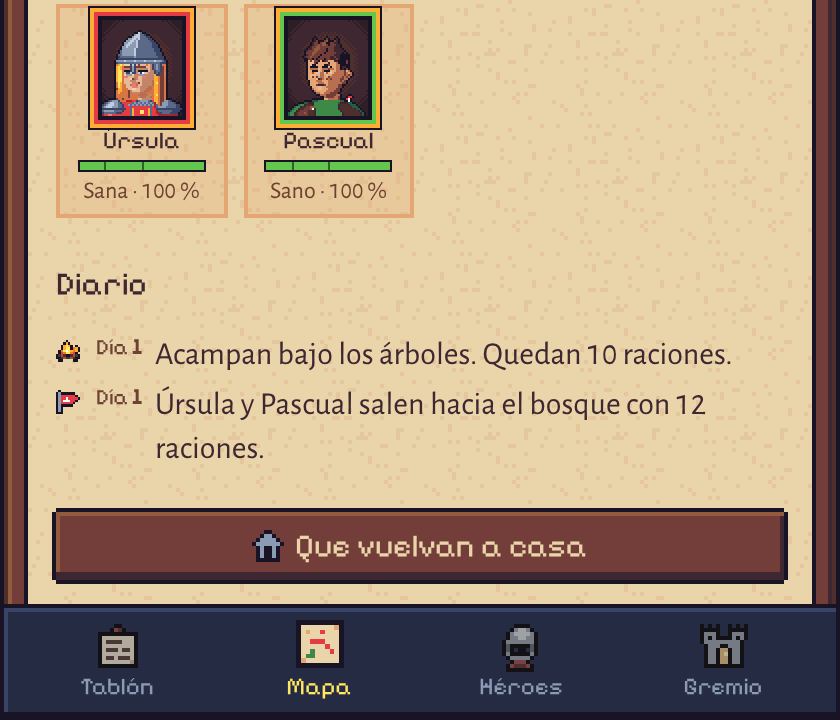 Úrsula
Sana · 100 %
Pascual
Sano · 100 %
Diario
Día 1 Acampan bajo los árboles. Quedan 10 raciones.
Día 1 Úrsula y Pascual salen hacia el bosque con 12
raciones.
Que vuelvan a casa
Tablón
Mapa
Héroes
Gremio